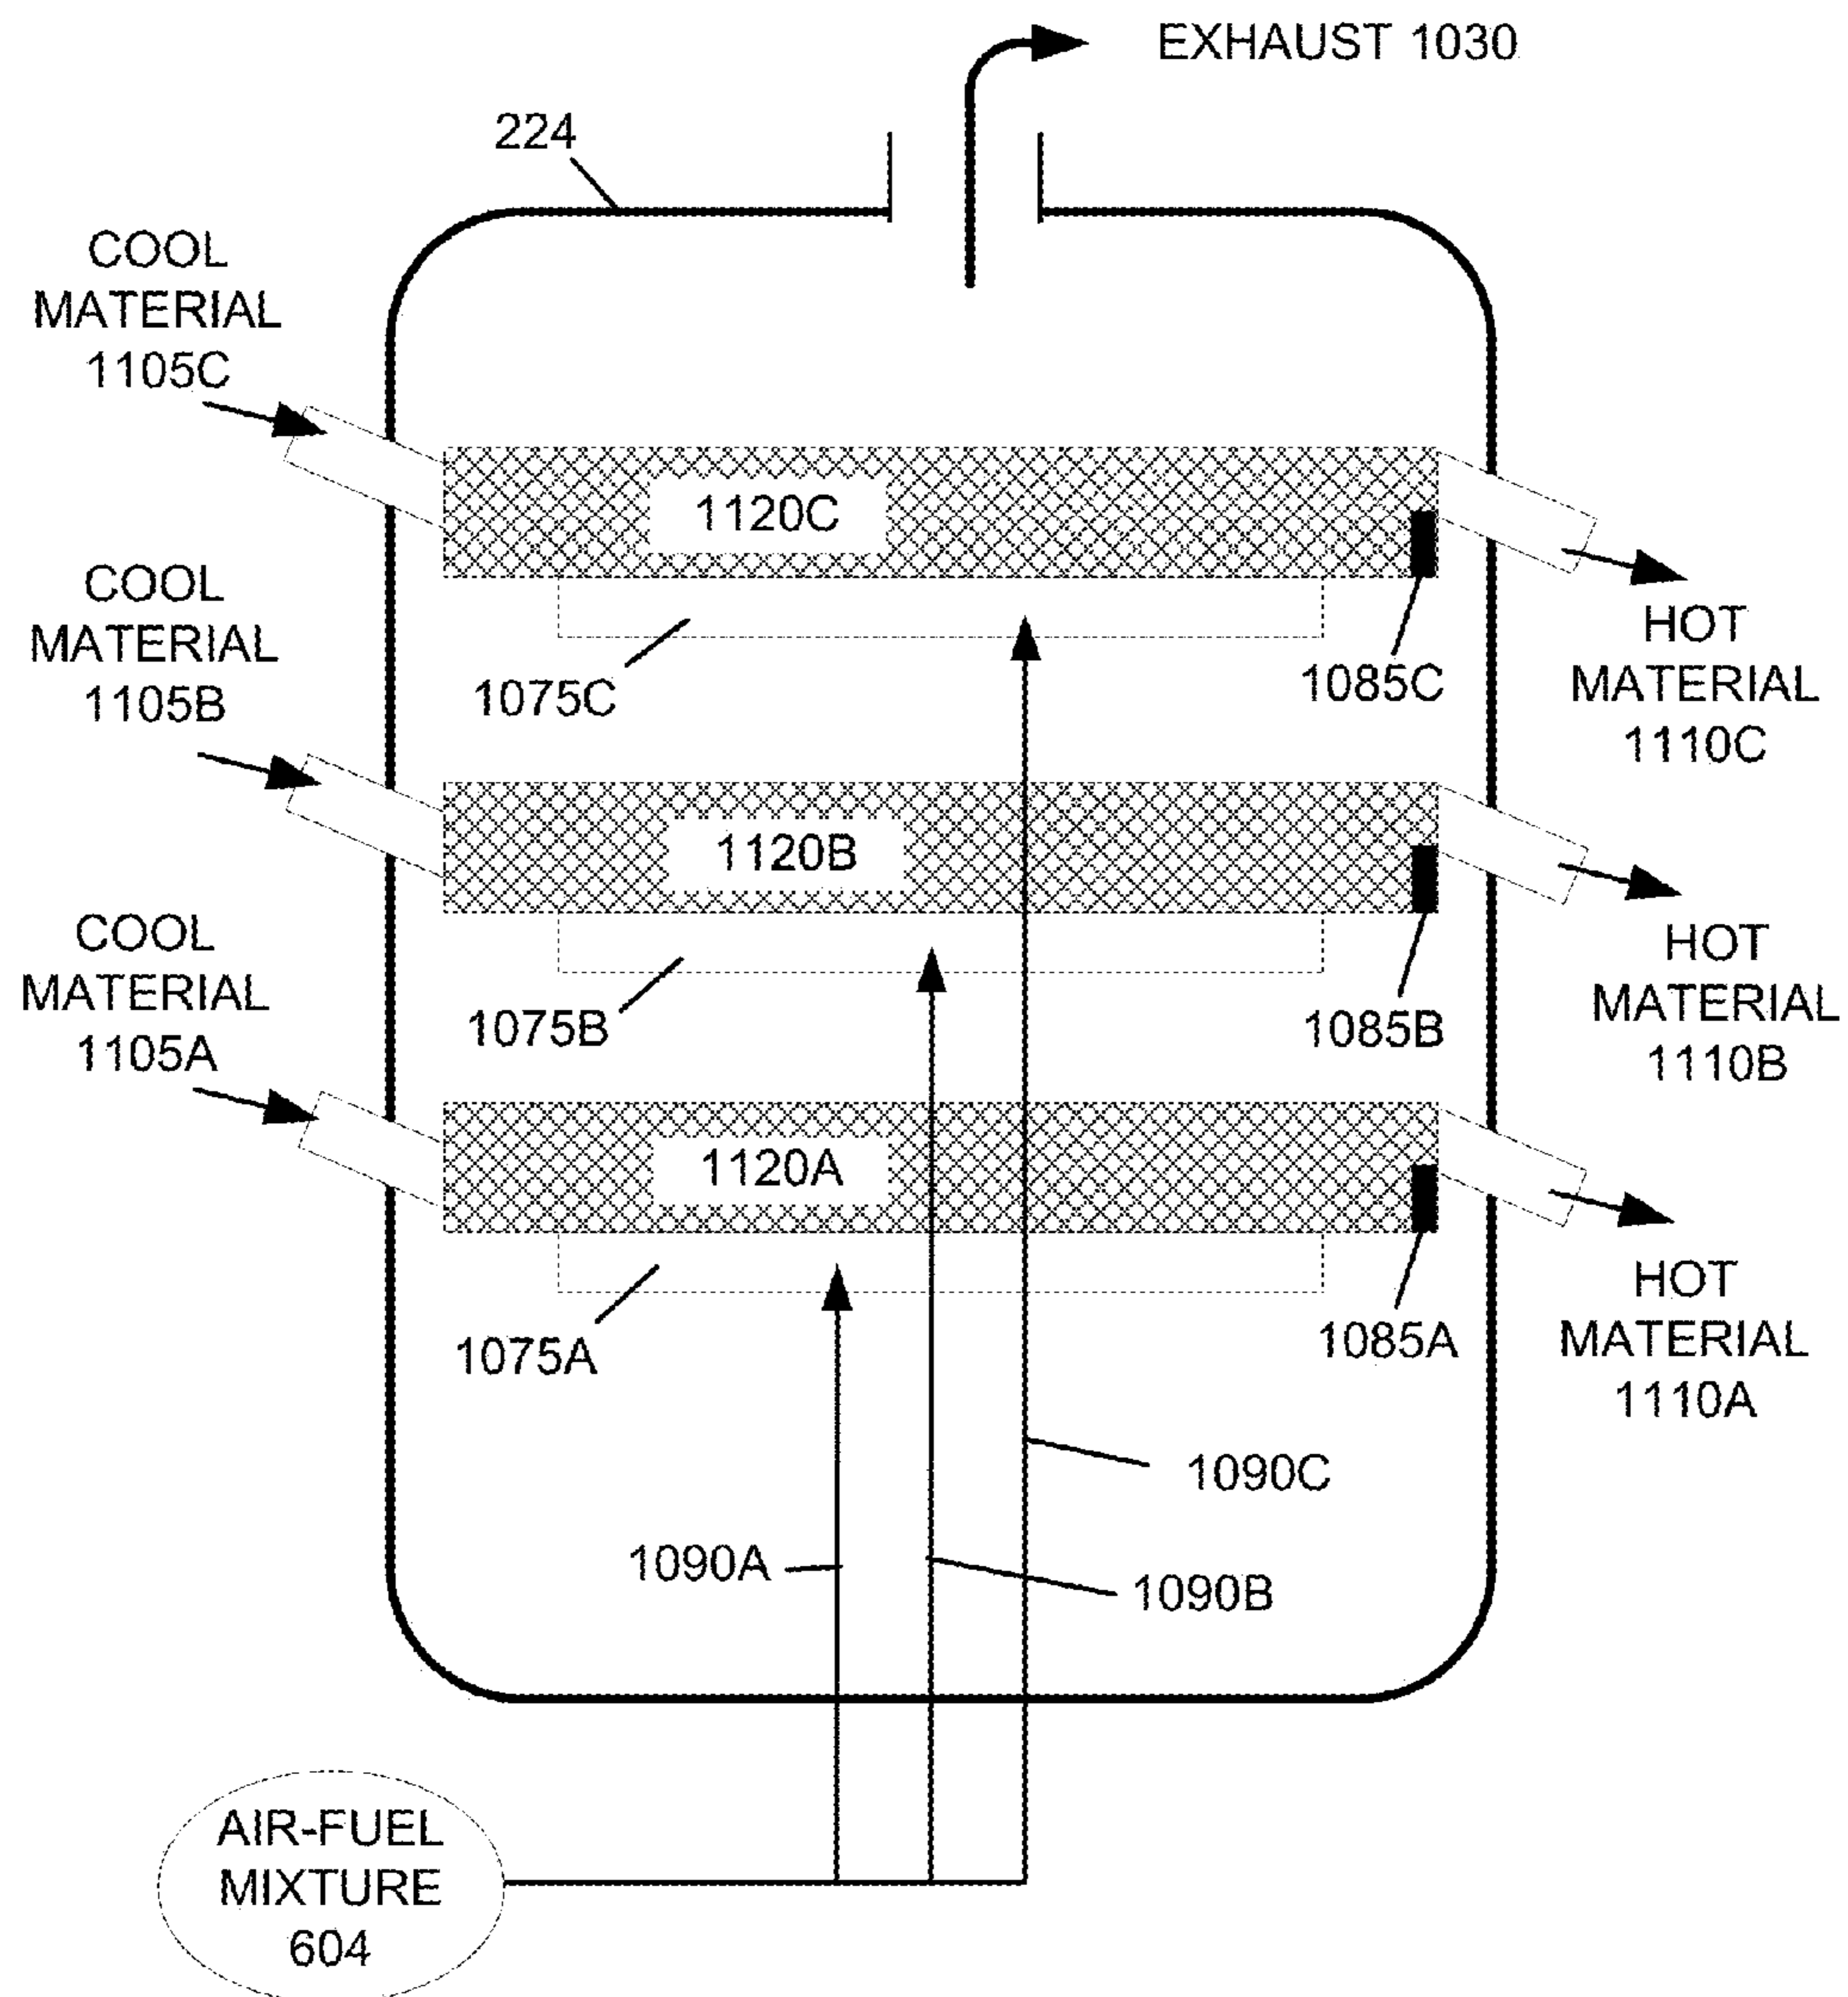 EXHAUST 1030
224
COOL
MATERIAL
1105C
1120C
1075C
1085C
HOT
MATERIAL
1110C
COOL
MATERIAL
1105B
1120B
1075B
1085B
HOT
MATERIAL
1110B
COOL
MATERIAL
1105A
1120A
1075A
1085A
HOT
MATERIAL
1110A
1090C
1090A
1090B
AIR-FUEL
MIXTURE
604